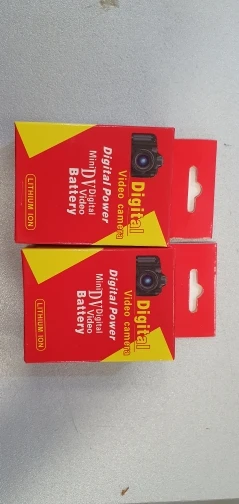 Digital
Video camera
Digital Power
Mini DV Digital
Video
Battery
LITHIUM ION
Digital
Video camera
Digital Power
Mini DV Digital
Video
Battery
LITHIUM ION